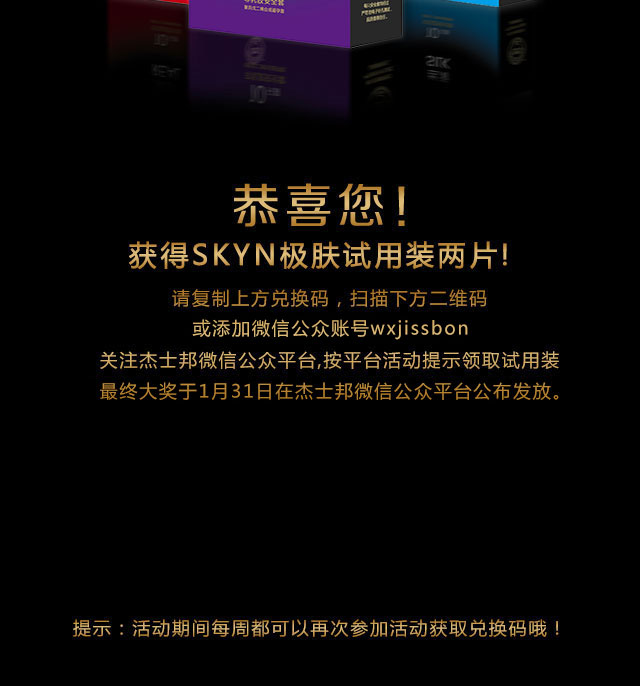 恭喜您！
获得SKYN极肤试用装两片!
请复制上方兑换码，扫描下方二维码
或添加微信公众账号wxjissbon
关注杰士邦微信公众平台,按平台活动提示领取试用装
最终大奖于1月31日在杰士邦微信公众平台公布发放。
提示：活动期间每周都可以再次参加活动获取兑换码哦！